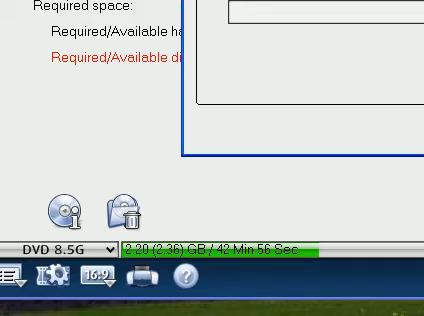 Required space:
Required/Available ha
Required/Available di
DVD 8.5G
2.20 (2.36) GB / 42 Min 56 Sec
16:9
?